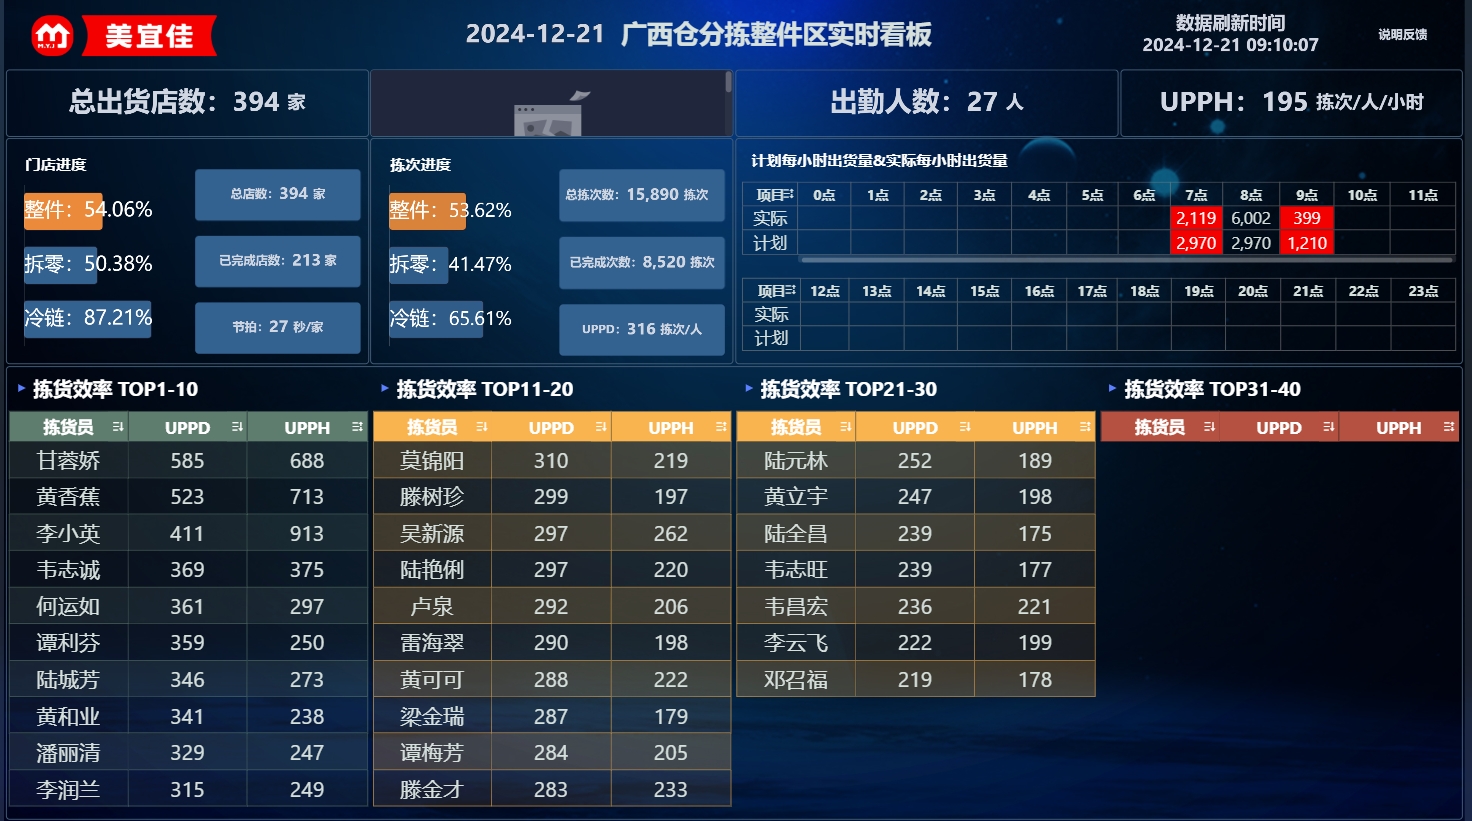 M.Y.J 美宜佳
2024-12-21 广西仓分拣整件区实时看板
数据刷新时间
2024-12-21 09:10:07
说明反馈
总出货店数：394 家
出勤人数：27 人
UPPH：195 拣次/人/小时
门店进度
整件：54.06%
拆零：50.38%
冷链：87.21%
总店数：394 家
已完成店数：213 家
节拍：27 秒/家
拣次进度
整件：53.62%
拆零：41.47%
冷链：65.61%
总拣次数：15,890 拣次
已完成次数：8,520 拣次
UPPD：316 拣次/人
计划每小时出货量&实际每小时出货量
项目 0点 1点 2点 3点 4点 5点 6点 7点 8点 9点 10点 11点
实际 2,119 6,002 399
计划 2,970 2,970 1,210
项目 12点 13点 14点 15点 16点 17点 18点 19点 20点 21点 22点 23点
实际
计划
拣货效率 TOP1-10
拣货员 UPPD UPPH
甘蓉娇 585 688
黄香蕉 523 713
李小英 411 913
韦志诚 369 375
何运如 361 297
谭利芬 359 250
陆城芳 346 273
黄和业 341 238
潘丽清 329 247
李润兰 315 249
拣货效率 TOP11-20
拣货员 UPPD UPPH
莫锦阳 310 219
滕树珍 299 197
吴新源 297 262
陆艳俐 297 220
卢泉 292 206
雷海翠 290 198
黄可可 288 222
梁金瑞 287 179
谭梅芳 284 205
滕金才 283 233
拣货效率 TOP21-30
拣货员 UPPD UPPH
陆元林 252 189
黄立宇 247 198
陆全昌 239 175
韦志旺 239 177
韦昌宏 236 221
李云飞 222 199
邓召福 219 178
拣货效率 TOP31-40
拣货员 UPPD UPPH